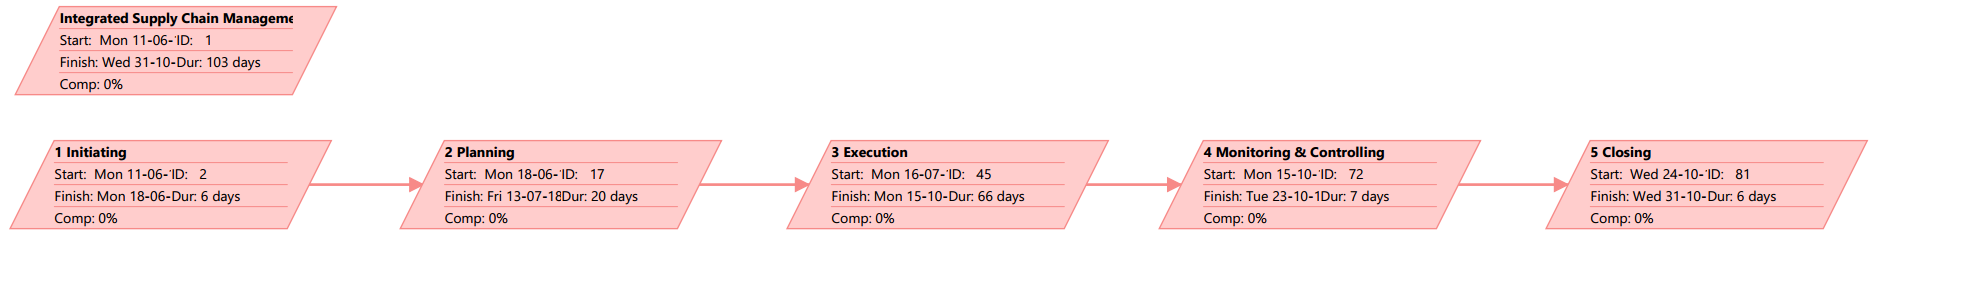 Integrated Supply Chain Manageme
Start: Mon 11-06-'ID: 1
Finish: Wed 31-10-Dur: 103 days
Comp: 0%
1 Initiating
Start: Mon 11-06-'ID: 2
Finish: Mon 18-06-Dur: 6 days
Comp: 0%
2 Planning
Start: Mon 18-06-'ID: 17
Finish: Fri 13-07-18Dur: 20 days
Comp: 0%
3 Execution
Start: Mon 16-07-'ID: 45
Finish: Mon 15-10-Dur: 66 days
Comp: 0%
4 Monitoring & Controlling
Start: Mon 15-10-'ID: 72
Finish: Tue 23-10-1Dur: 7 days
Comp: 0%
5 Closing
Start: Wed 24-10-'ID: 81
Finish: Wed 31-10-Dur: 6 days
Comp: 0%